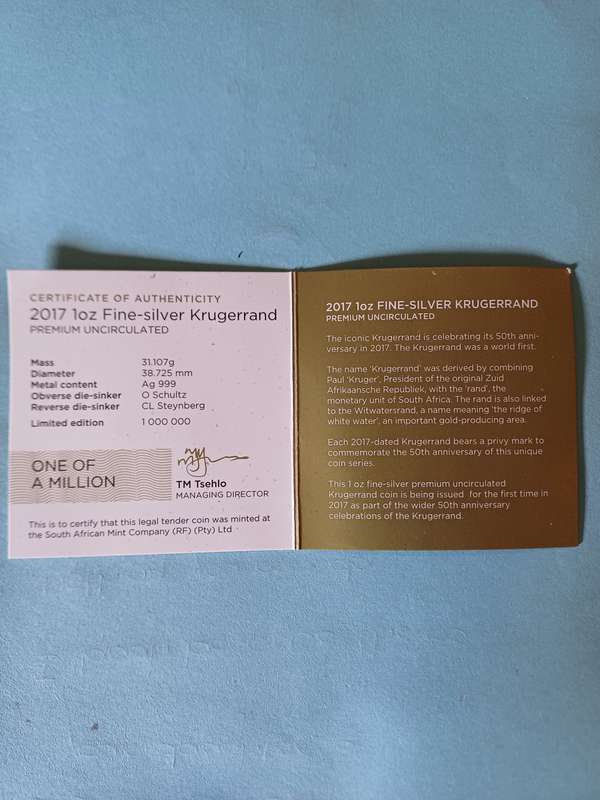 CERTIFICATE OF AUTHENTICITY
2017 1oz Fine-silver Krugerrand
PREMIUM UNCIRCULATED
Mass 31.107g
Diameter 38.725 mm
Metal content Ag 999
Obverse die-sinker O Schultz
Reverse die-sinker CL Steynberg
Limited edition 1 000 000
ONE OF
A MILLION
TM Tsehlo
MANAGING DIRECTOR
This is to certify that this legal tender coin was minted at
the South African Mint Company (RF) (Pty) Ltd
2017 1oz FINE-SILVER KRUGERRAND
PREMIUM UNCIRCULATED
The iconic Krugerrand is celebrating its 50th anni-
versary in 2017. The Krugerrand was a world first.
The name 'Krugerrand' was derived by combining
Paul 'Kruger', President of the original Zuid
Afrikaansche Republiek, with the 'rand', the
monetary unit of South Africa. The rand is also linked
to the Witwatersrand, a name meaning 'the ridge of
white water', an important gold-producing area.
Each 2017-dated Krugerrand bears a privy mark to
commemorate the 50th anniversary of this unique
coin series.
This 1 oz fine-silver premium uncirculated
Krugerrand coin is being issued for the first time in
2017 as part of the wider 50th anniversary
celebrations of the Krugerrand.